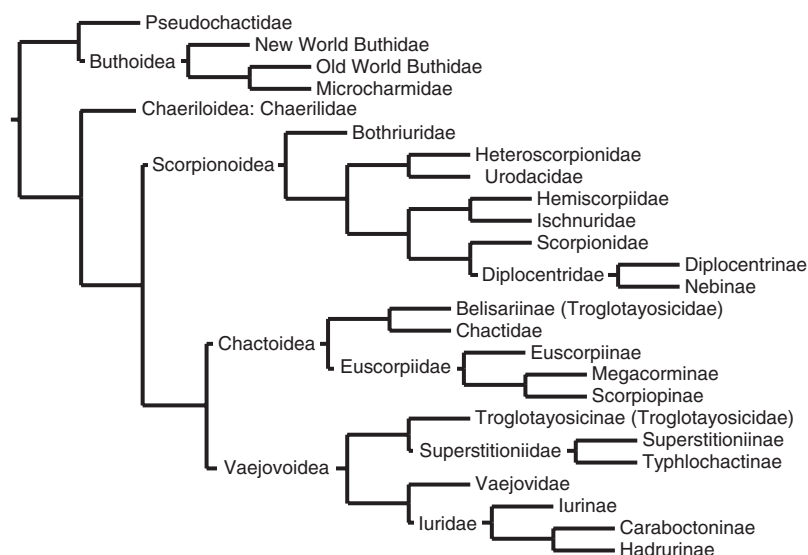 Pseudochactidae
New World Buthidae
Buthoidea
Old World Buthidae
Microcharmidae
Chaeriloidea: Chaerilidae
Bothriuridae
Scorpionoidea
Heteroscorpionidae
Urodacidae
Hemiscorpiidae
Ischnuridae
Scorpionidae
Diplocentridae
Diplocentrinae
Nebinae
Belisariinae (Troglotayosicidae)
Chactidae
Chactoidea
Euscorpiinae
Euscorpiidae
Megacorminae
Scorpiopinae
Troglotayosicinae (Troglotayosicidae)
Superstitioniinae
Superstitioniidae
Typhlochactinae
Vaejovoidea
Vaejovidae
Iurinae
Iuridae
Caraboctoninae
Hadrurinae